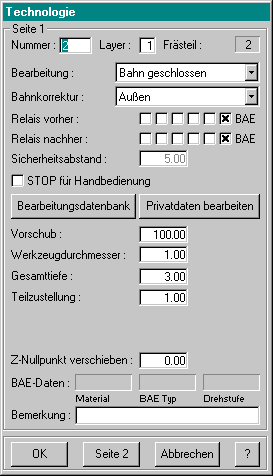 Technologie
Seite 1
Nummer : 2 Layer : 1 Frästeil : 2
Bearbeitung : Bahn geschlossen
Bahnkorrektur : Außen
Relais vorher : BAE
Relais nachher : BAE
Sicherheitsabstand : 5.00
STOP für Handbedienung
Bearbeitungsdatenbank Privatdaten bearbeiten
Vorschub : 100.00
Werkzeugdurchmesser : 1.00
Gesamttiefe : 3.00
Teilzustellung : 1.00
Z-Nullpunkt verschieben : 0.00
BAE-Daten :
Material BAE Typ Drehstufe
Bemerkung :
OK Seite 2 Abbrechen ?